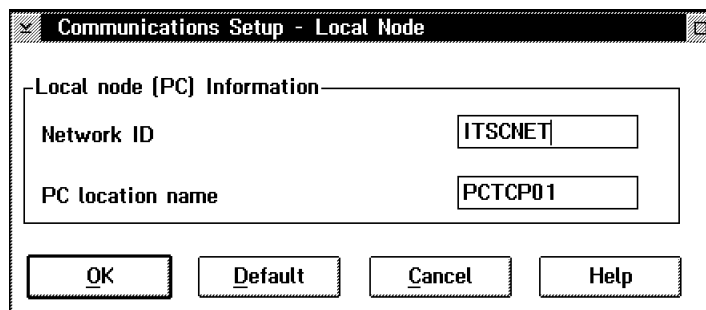 Communications Setup - Local Node
Local node (PC) Information
Network ID ITSCNET
PC location name PCTCP01
OK Default Cancel Help